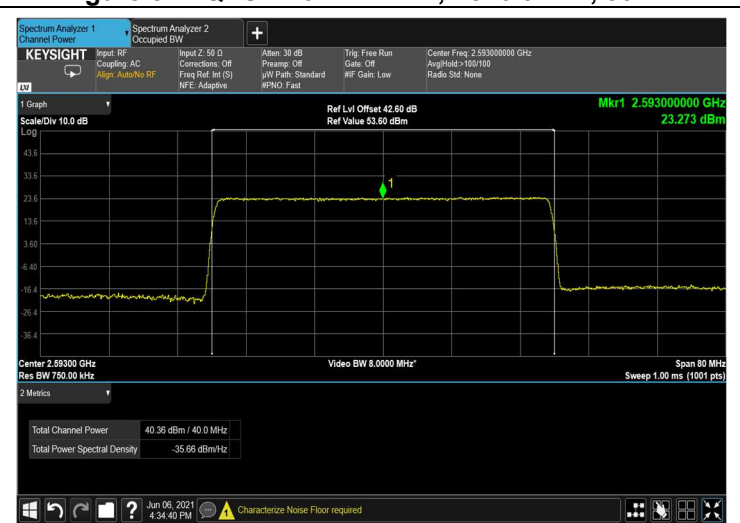 Spectrum Analyzer 1
Channel Power
Spectrum Analyzer 2
Occupied BW
+
KEYSIGHT
LXI
Input: RF
Coupling: AC
Align: Auto/No RF
Input Z: 50 Ω
Corrections: Off
Freq Ref: Int (S)
NFE: Adaptive
Atten: 30 dB
Preamp: Off
µW Path: Standard
#PNO: Fast
Trig: Free Run
Gate: Off
#IF Gain: Low
Center Freq: 2.593000000 GHz
Avg|Hold:>100/100
Radio Std: None
1 Graph
Scale/Div 10.0 dB
Ref Lvl Offset 42.60 dB
Ref Value 53.60 dBm
Mkr1 2.593000000 GHz
23.273 dBm
Log
43.6
33.6
23.6
13.6
3.60
-6.40
-16.4
-26.4
-36.4
1
Center 2.59300 GHz
Res BW 750.00 kHz
Video BW 8.0000 MHz*
Span 80 MHz
Sweep 1.00 ms (1001 pts)
2 Metrics
Total Channel Power 40.36 dBm / 40.0 MHz
Total Power Spectral Density -35.66 dBm/Hz
?
Jun 06, 2021
4:34:40 PM
1
Characterize Noise Floor required